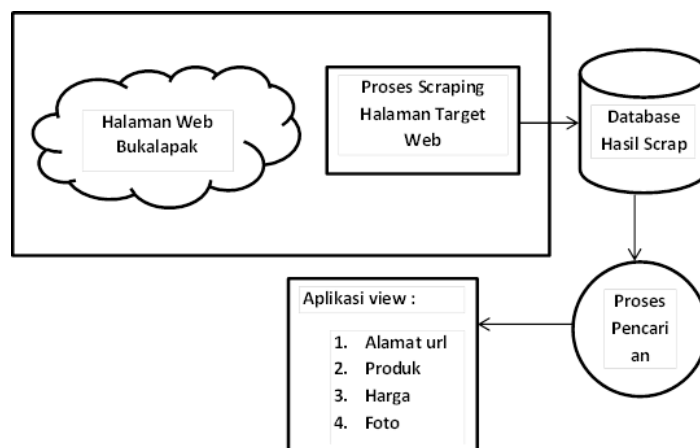 Halaman Web
Bukalapak
Proses Scraping
Halaman Target
Web
Database
Hasil Scrap
Proses
Pencari
an
Aplikasi view :
1. Alamat url
2. Produk
3. Harga
4. Foto